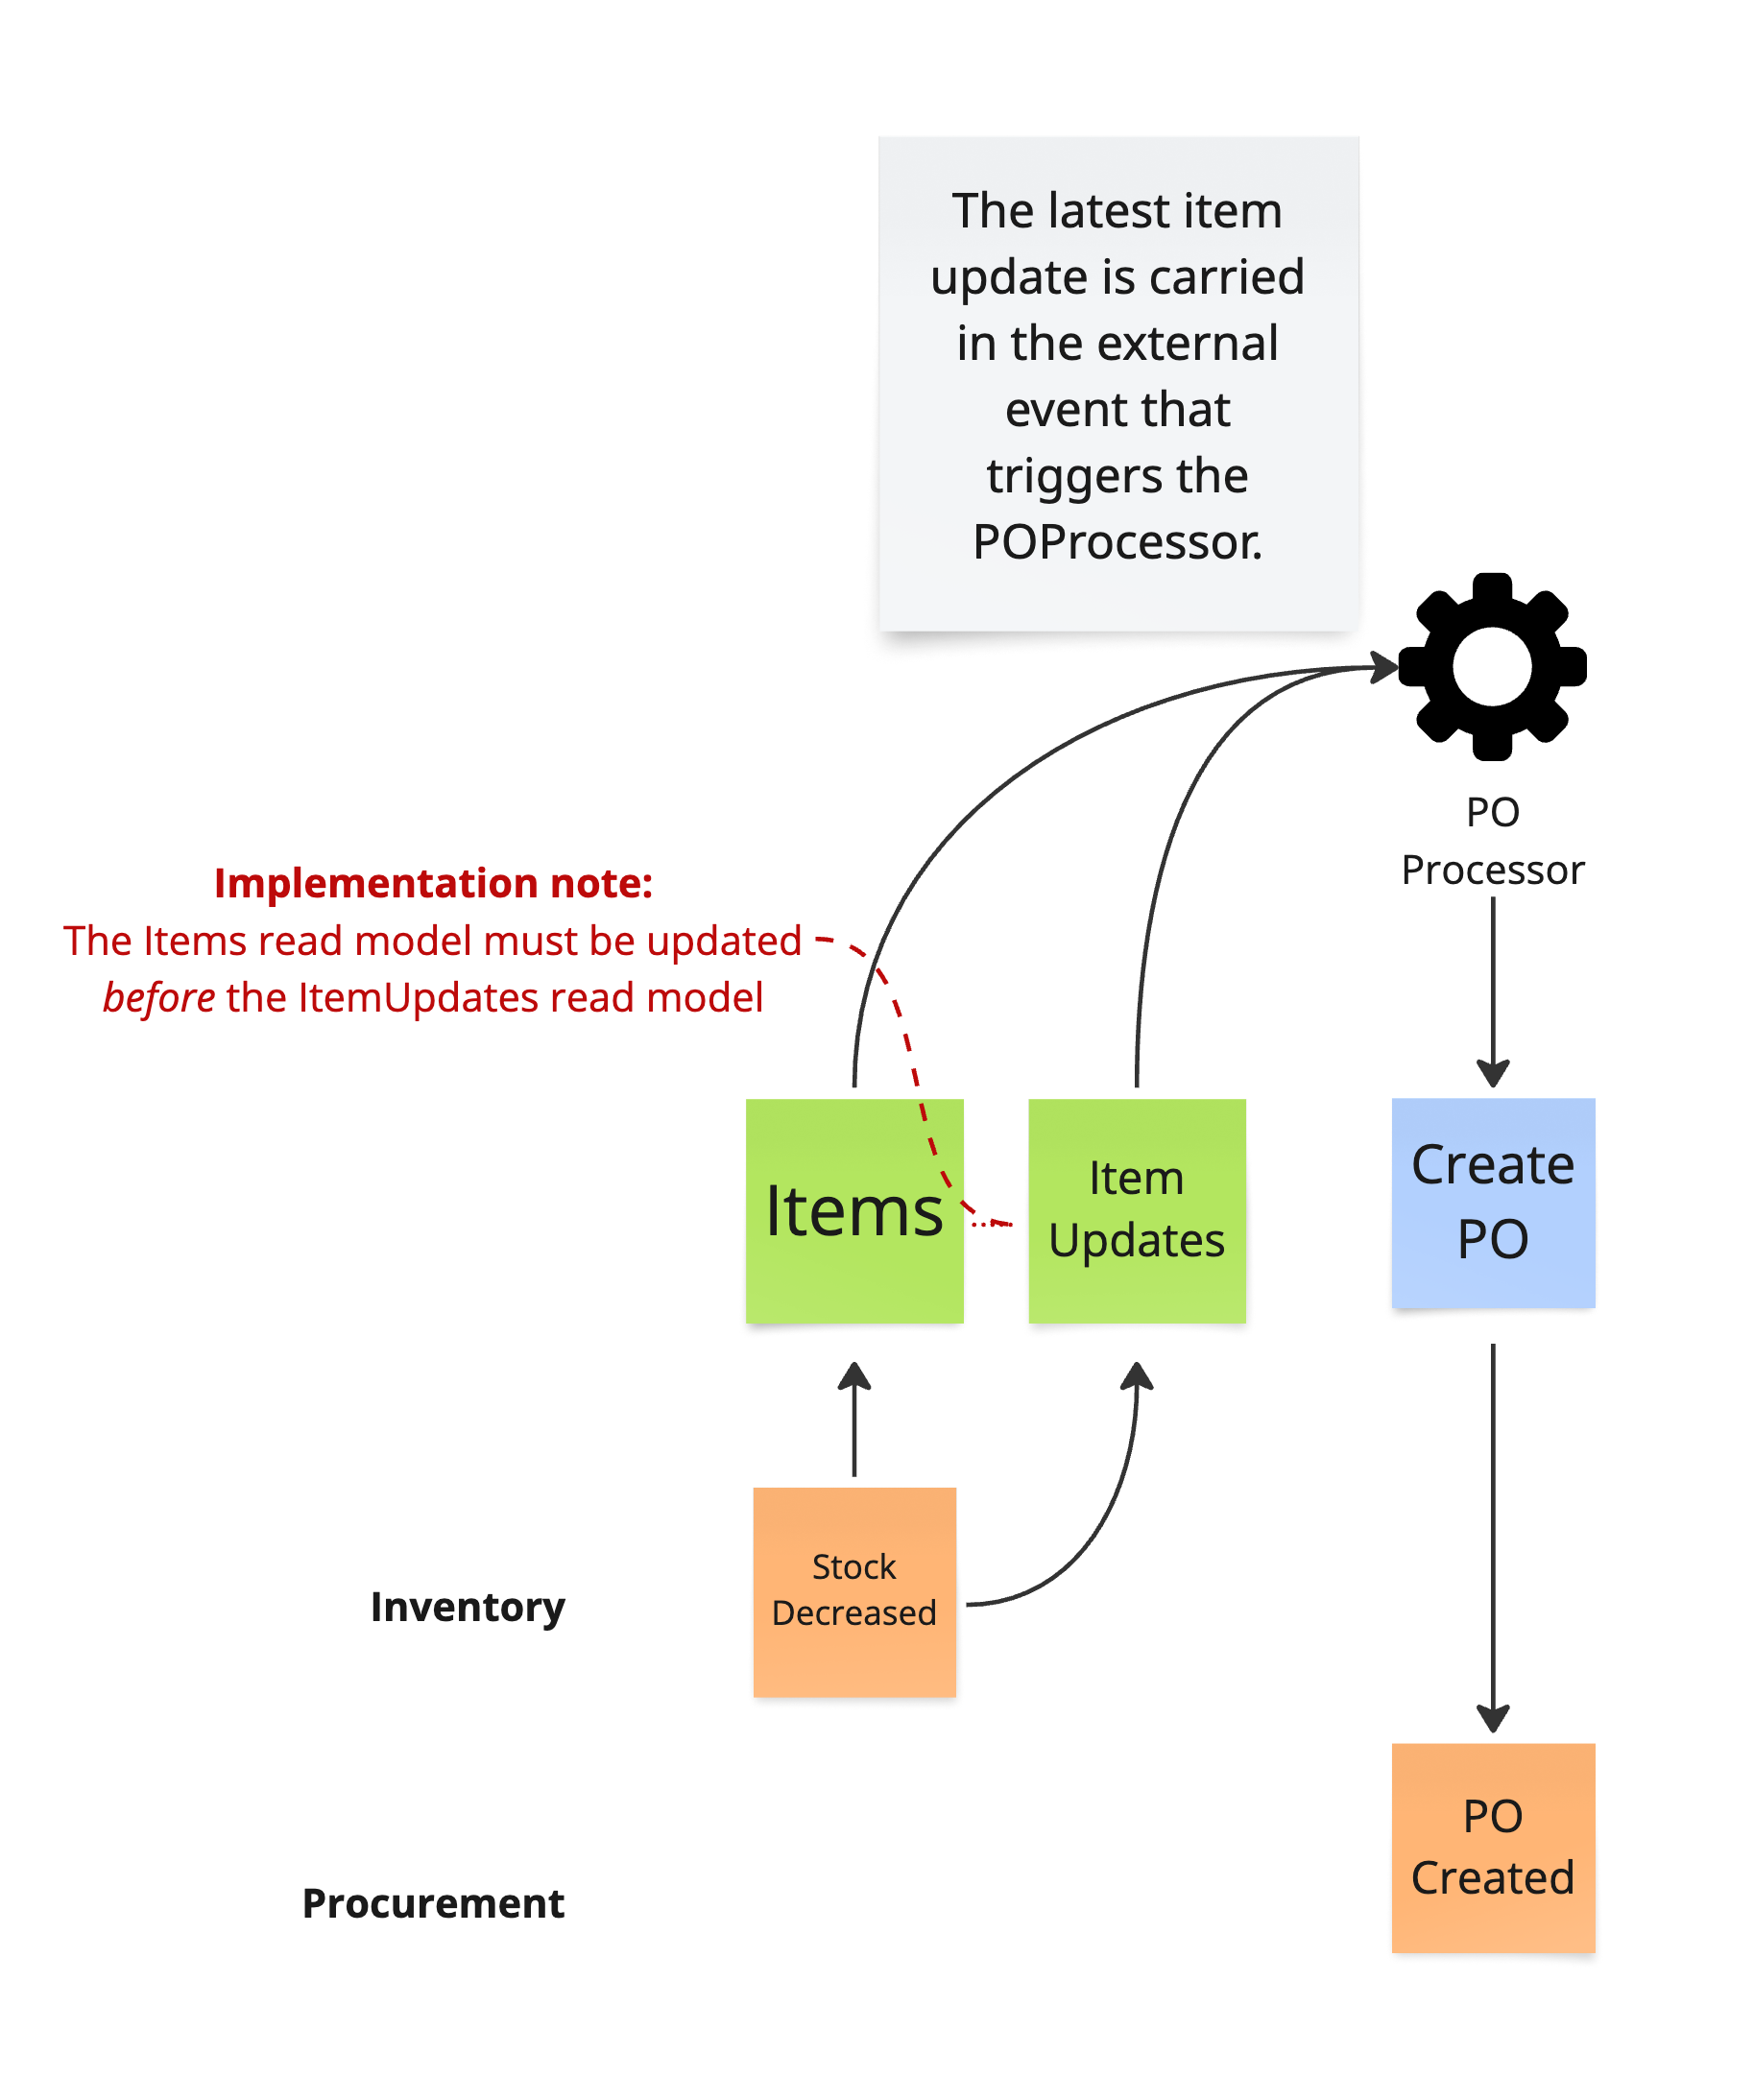 The latest item
update is carried
in the external
event that
triggers the
POProcessor.
PO
Processor
Implementation note:
The Items read model must be updated
before the ItemUpdates read model
Items
Item
Updates
Create
PO
Stock
Decreased
Inventory
PO
Created
Procurement